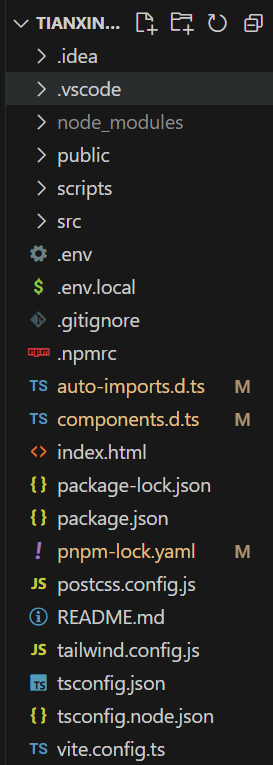 TIANXIN...
.idea
.vscode
node_modules
public
scripts
src
.env
$ .env.local
.gitignore
npm .npmrc
TS auto-imports.d.ts M
TS components.d.ts M
<> index.html
{} package-lock.json
{} package.json
! pnpm-lock.yaml M
JS postcss.config.js
README.md
JS tailwind.config.js
TS tsconfig.json
{} tsconfig.node.json
TS vite.config.ts